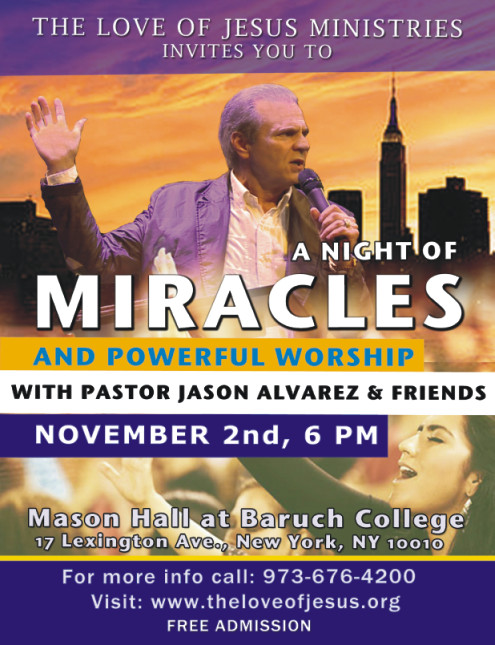 THE LOVE OF JESUS MINISTRIES
INVITES YOU TO
A NIGHT OF
MIRACLES
AND POWERFUL WORSHIP
WITH PASTOR JASON ALVAREZ & FRIENDS
NOVEMBER 2nd, 6 PM
Mason Hall at Baruch College
17 Lexington Ave., New York, NY 10010
For more info call: 973-676-4200
Visit: www.theloveofjesus.org
FREE ADMISSION